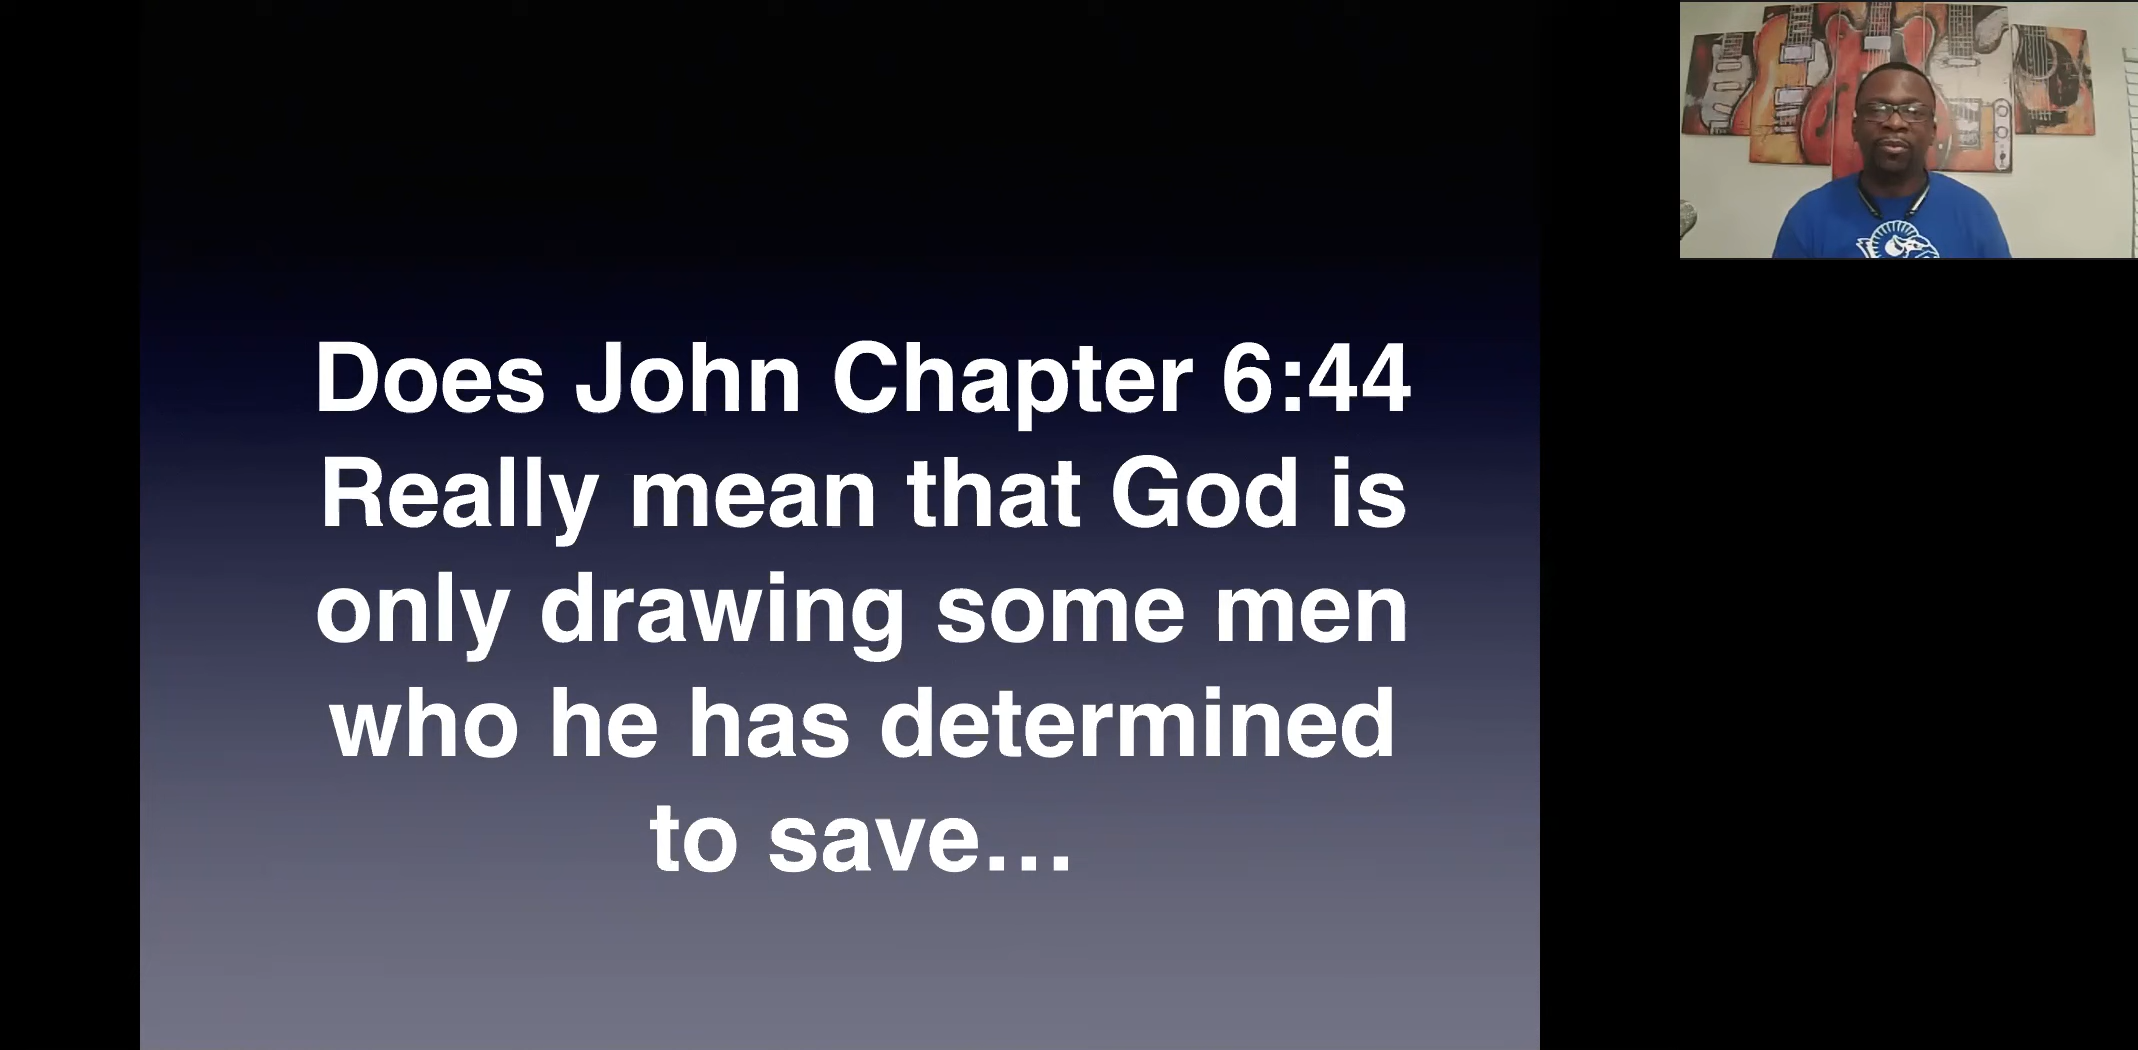 Does John Chapter 6:44
Really mean that God is
only drawing some men
who he has determined
to save…